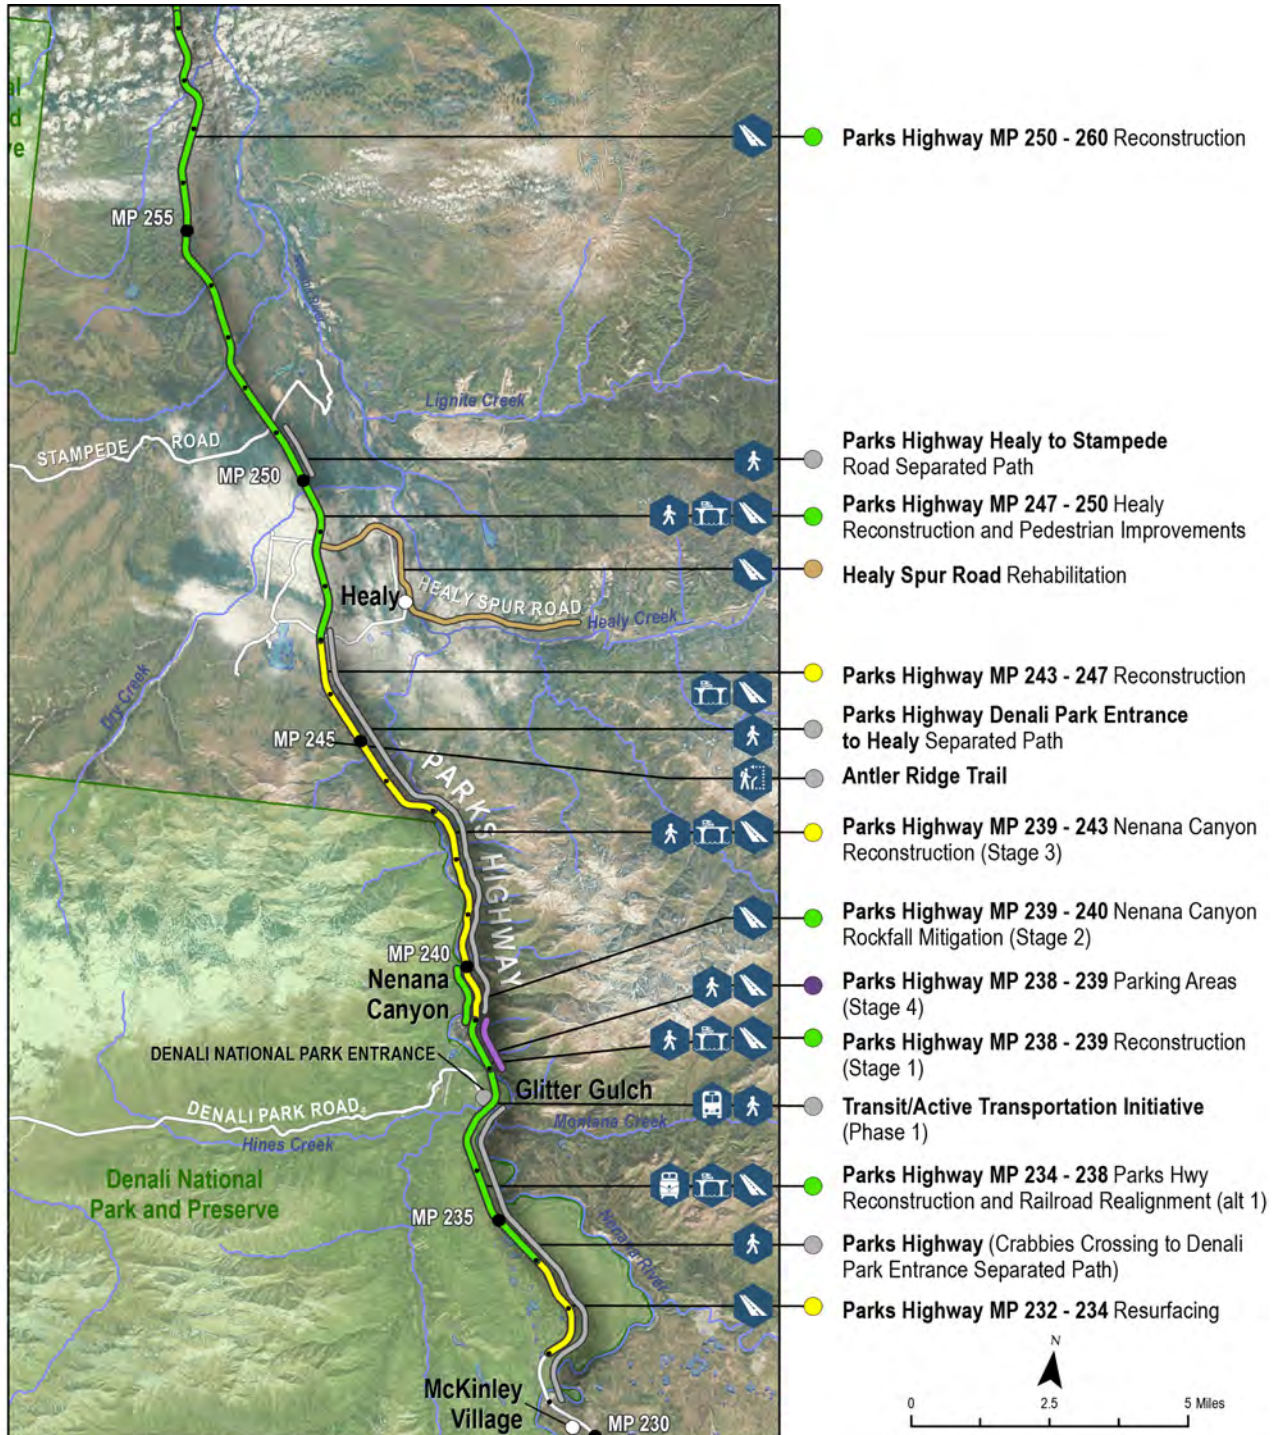 al
d
ve
MP 255
Lignite Creek
STAMPEDE ROAD
MP 250
Healy
HEALY SPUR ROAD
Healy Creek
Dry Creek
MP 245
PARKS HIGHWAY
MP 240
Nenana
Canyon
DENALI NATIONAL PARK ENTRANCE
Glitter Gulch
DENALI PARK ROAD
Montana Creek
Hines Creek
Denali National
Park and Preserve
MP 235
Nenana River
McKinley
Village
MP 230
Parks Highway MP 250 - 260 Reconstruction
Parks Highway Healy to Stampede
Road Separated Path
Parks Highway MP 247 - 250 Healy
Reconstruction and Pedestrian Improvements
Healy Spur Road Rehabilitation
Parks Highway MP 243 - 247 Reconstruction
Parks Highway Denali Park Entrance
to Healy Separated Path
Antler Ridge Trail
Parks Highway MP 239 - 243 Nenana Canyon
Reconstruction (Stage 3)
Parks Highway MP 239 - 240 Nenana Canyon
Rockfall Mitigation (Stage 2)
Parks Highway MP 238 - 239 Parking Areas
(Stage 4)
Parks Highway MP 238 - 239 Reconstruction
(Stage 1)
Transit/Active Transportation Initiative
(Phase 1)
Parks Highway MP 234 - 238 Parks Hwy
Reconstruction and Railroad Realignment (alt 1)
Parks Highway (Crabbies Crossing to Denali
Park Entrance Separated Path)
Parks Highway MP 232 - 234 Resurfacing
N
0 2.5 5 Miles